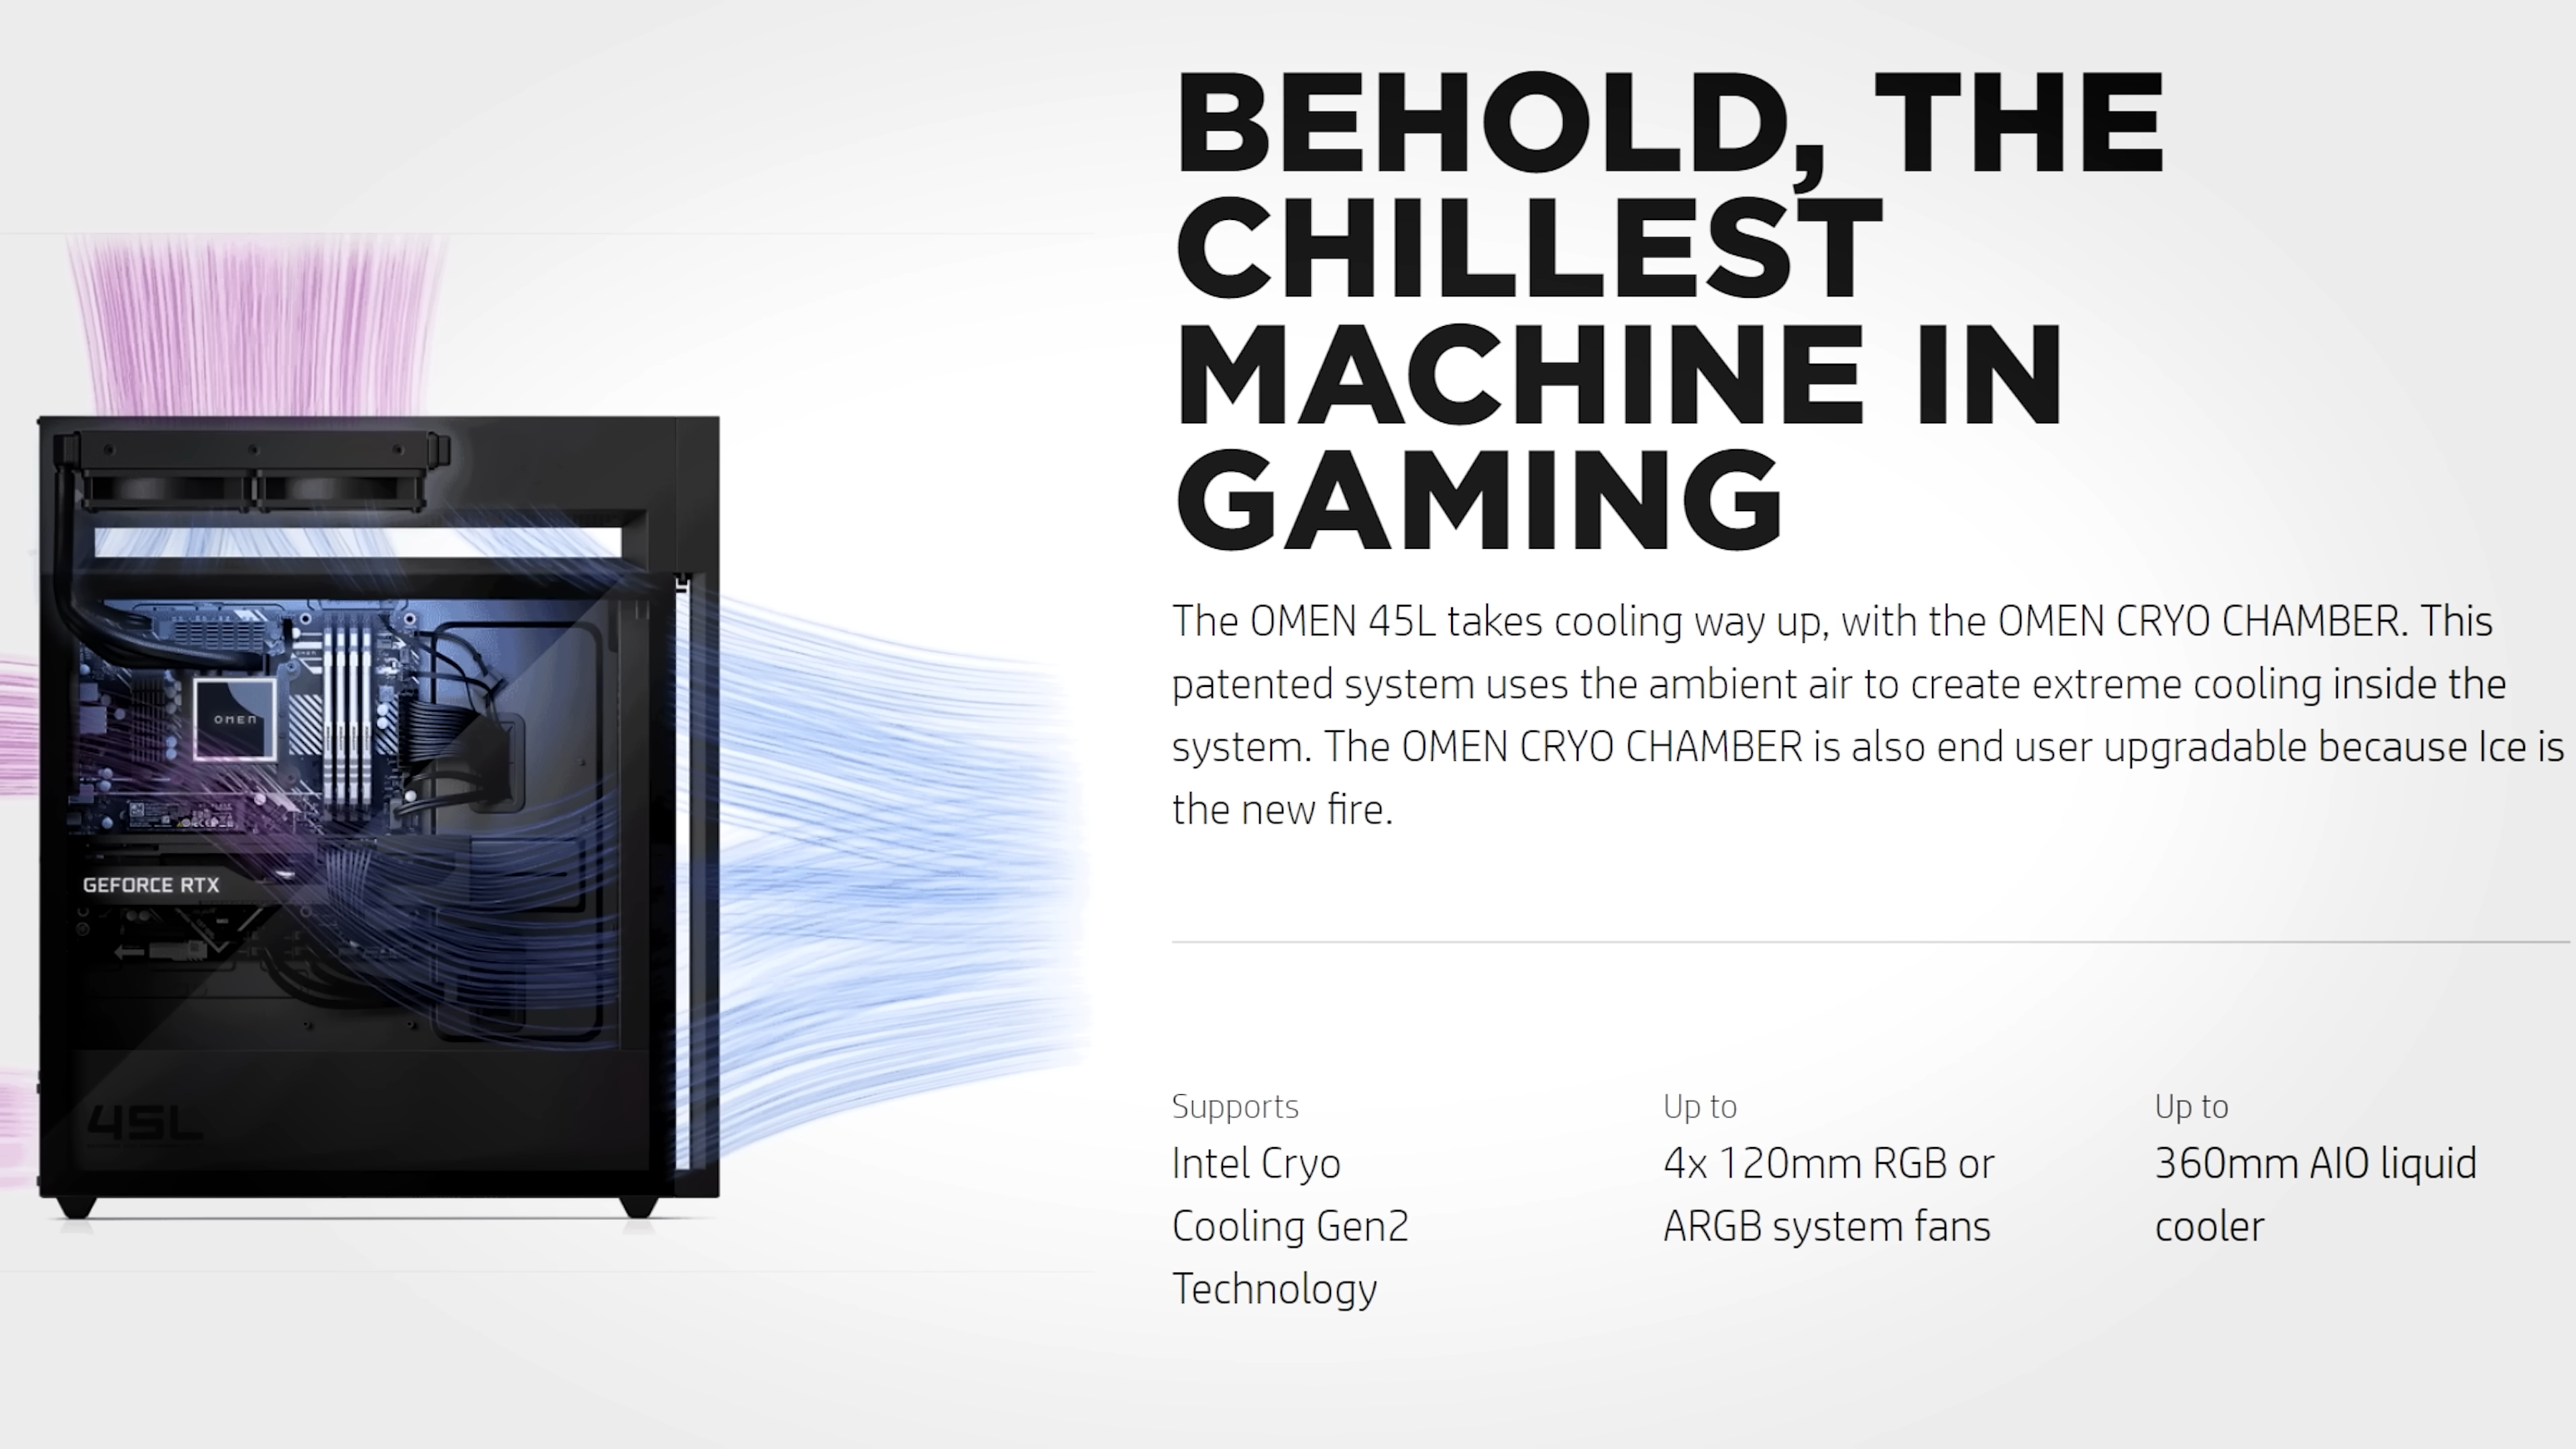 BEHOLD, THE
CHILLEST
MACHINE IN
GAMING
The OMEN 45L takes cooling way up, with the OMEN CRYO CHAMBER. This
patented system uses the ambient air to create extreme cooling inside the
system. The OMEN CRYO CHAMBER is also end user upgradable because Ice is
the new fire.
OMEN
GEFORCE RTX
45L
Supports
Intel Cryo
Cooling Gen2
Technology
Up to
4x 120mm RGB or
ARGB system fans
Up to
360mm AIO liquid
cooler